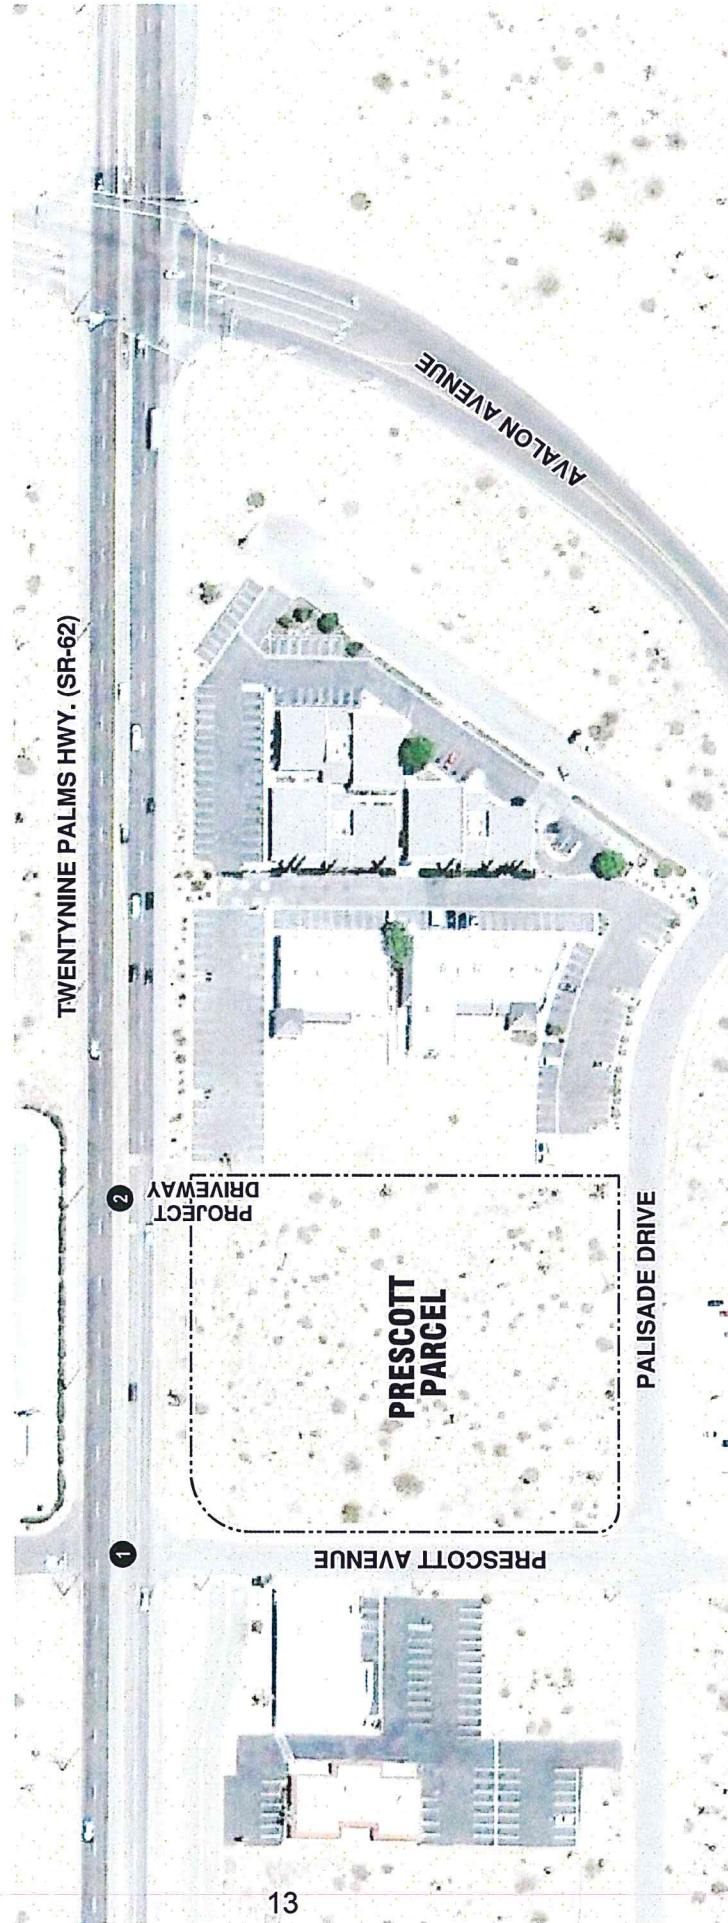 TWENTYNINE PALMS HWY. (SR-62)
AVALON AVENUE
2
PROJECT
DRIVEWAY
PRESCOTT
PARCEL
PALISADE DRIVE
1
PRESCOTT AVENUE
13